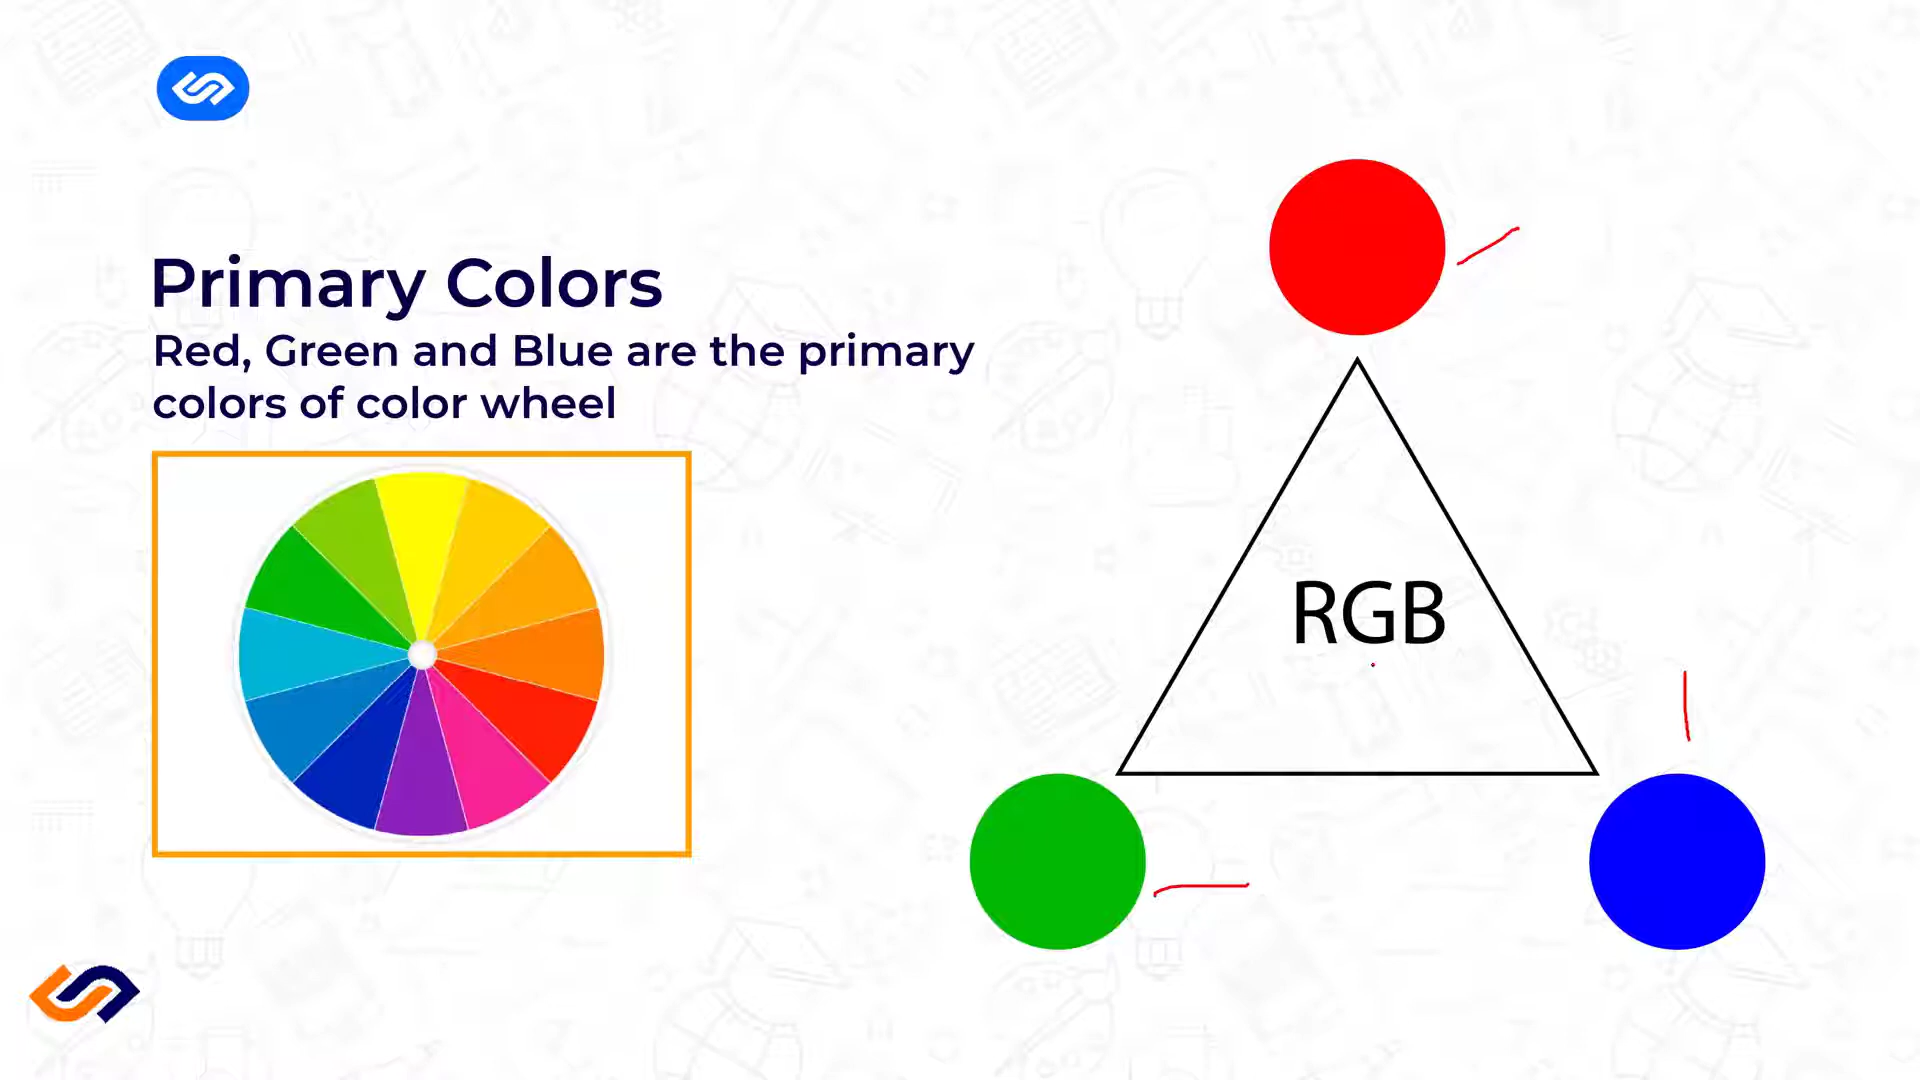 Primary Colors
Red, Green and Blue are the primary
colors of color wheel
RGB